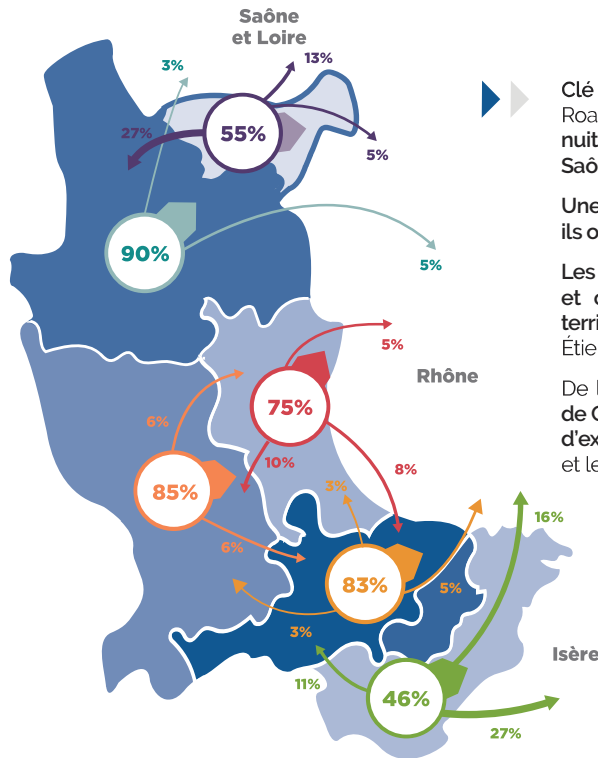 Saône
et Loire
3%
13%
27%
55%
5%
90%
5%
5%
Rhône
75%
6%
10%
8%
85%
3%
6%
16%
83%
5%
3%
Isère
11%
46%
27%
Clé
Roa
nuit
Saô
Une
ils o
Les
et
terri
Étie
De l
de
d'ex
et le